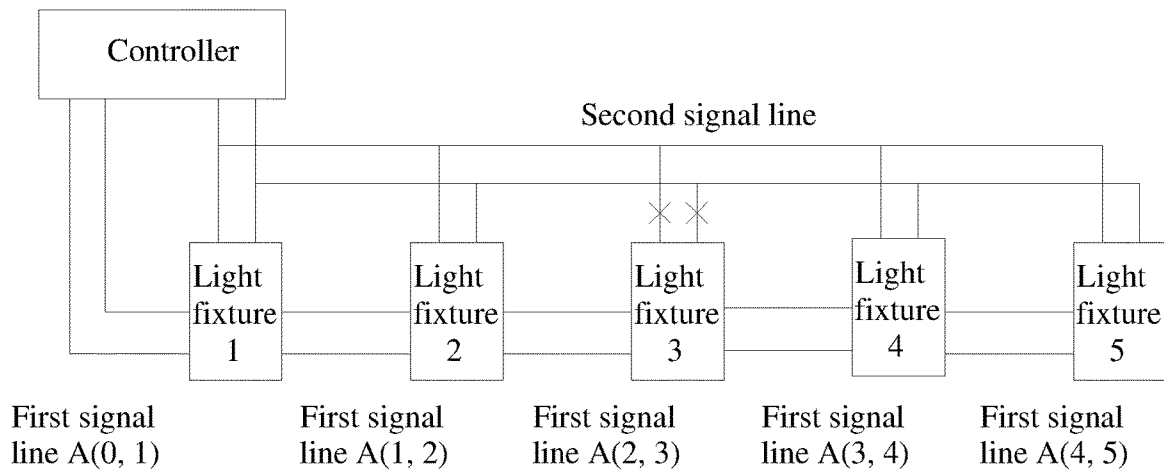 Controller
Second signal line
Light
fixture
1
Light
fixture
2
Light
fixture
3
Light
fixture
4
Light
fixture
5
First signal
line A(0, 1)
First signal
line A(1, 2)
First signal
line A(2, 3)
First signal
line A(3, 4)
First signal
line A(4, 5)